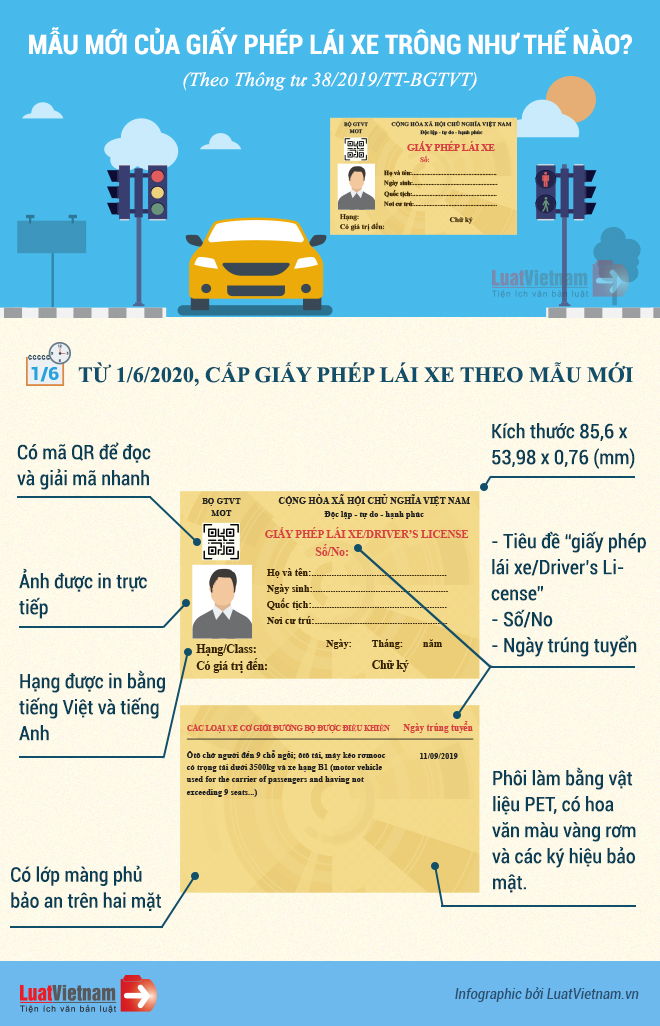 MẪU MỚI CỦA GIẤY PHÉP LÁI XE TRÔNG NHƯ THẾ NÀO?
(Theo Thông tư 38/2019/TT-BGTVT)
BỘ GTVT
MOT
CỘNG HÒA XÃ HỘI CHỦ NGHĨA VIỆT NAM
Độc lập - tự do - hạnh phúc
GIẤY PHÉP LÁI XE
Số:
Họ và tên:
Ngày sinh:
Quốc tịch:
Nơi cư trú:
Hạng:
Có giá trị đến:
Chữ ký
LuatVietnam
Tiện ích văn bản luật
1/6
TỪ 1/6/2020, CẤP GIẤY PHÉP LÁI XE THEO MẪU MỚI
Có mã QR để đọc
và giải mã nhanh
Ảnh được in trực
tiếp
Hạng được in bằng
tiếng Việt và tiếng
Anh
Có lớp màng phủ
bảo an trên hai mặt
BỘ GTVT
MOT
CỘNG HÒA XÃ HỘI CHỦ NGHĨA VIỆT NAM
Độc lập - tự do - hạnh phúc
GIẤY PHÉP LÁI XE/DRIVER'S LICENSE
Số/No:
Họ và tên:
Ngày sinh:
Quốc tịch:
Nơi cư trú:
Ngày: Tháng: năm
Hạng/Class:
Có giá trị đến:
Chữ ký
CÁC LOẠI XE CƠ GIỚI ĐƯỜNG BỘ ĐƯỢC ĐIỀU KHIỂN
Ngày trúng tuyển
Ôtô chở người đến 9 chỗ ngồi; ôtô tải, máy kéo rơmooc
có trọng tải dưới 3500kg và xe hạng B1 (motor vehicle
used for the carrier of passengers and having not
exceeding 9 seats...)
11/09/2019
Kích thước 85,6 x
53,98 x 0,76 (mm)
- Tiêu đề “giấy phép
lái xe/Driver's Li-
cense”
- Số/No
- Ngày trúng tuyển
Phôi làm bằng vật
liệu PET, có hoa
văn màu vàng rơm
và các ký hiệu bảo
mật.
LuatVietnam
Tiện ích văn bản luật
Infographic bởi LuatVietnam.vn